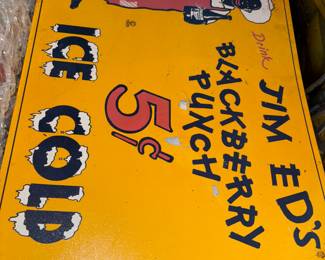 Drink
JIM ED'S
BLACKBERRY
PUNCH
5¢
ICE COLD